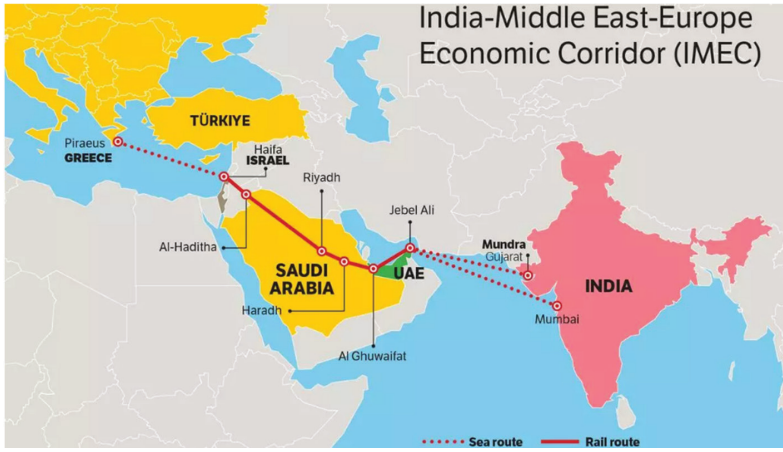 India-Middle East-Europe
Economic Corridor (IMEC)
TÜRKIYE
Piraeus
GREECE
Haifa
ISRAEL
Riyadh
Jebel Ali
Al-Haditha
Mundra
Gujarat
SAUDI
ARABIA
UAE
INDIA
Haradh
Mumbai
Al Ghuwaifat
Sea route
Rail route